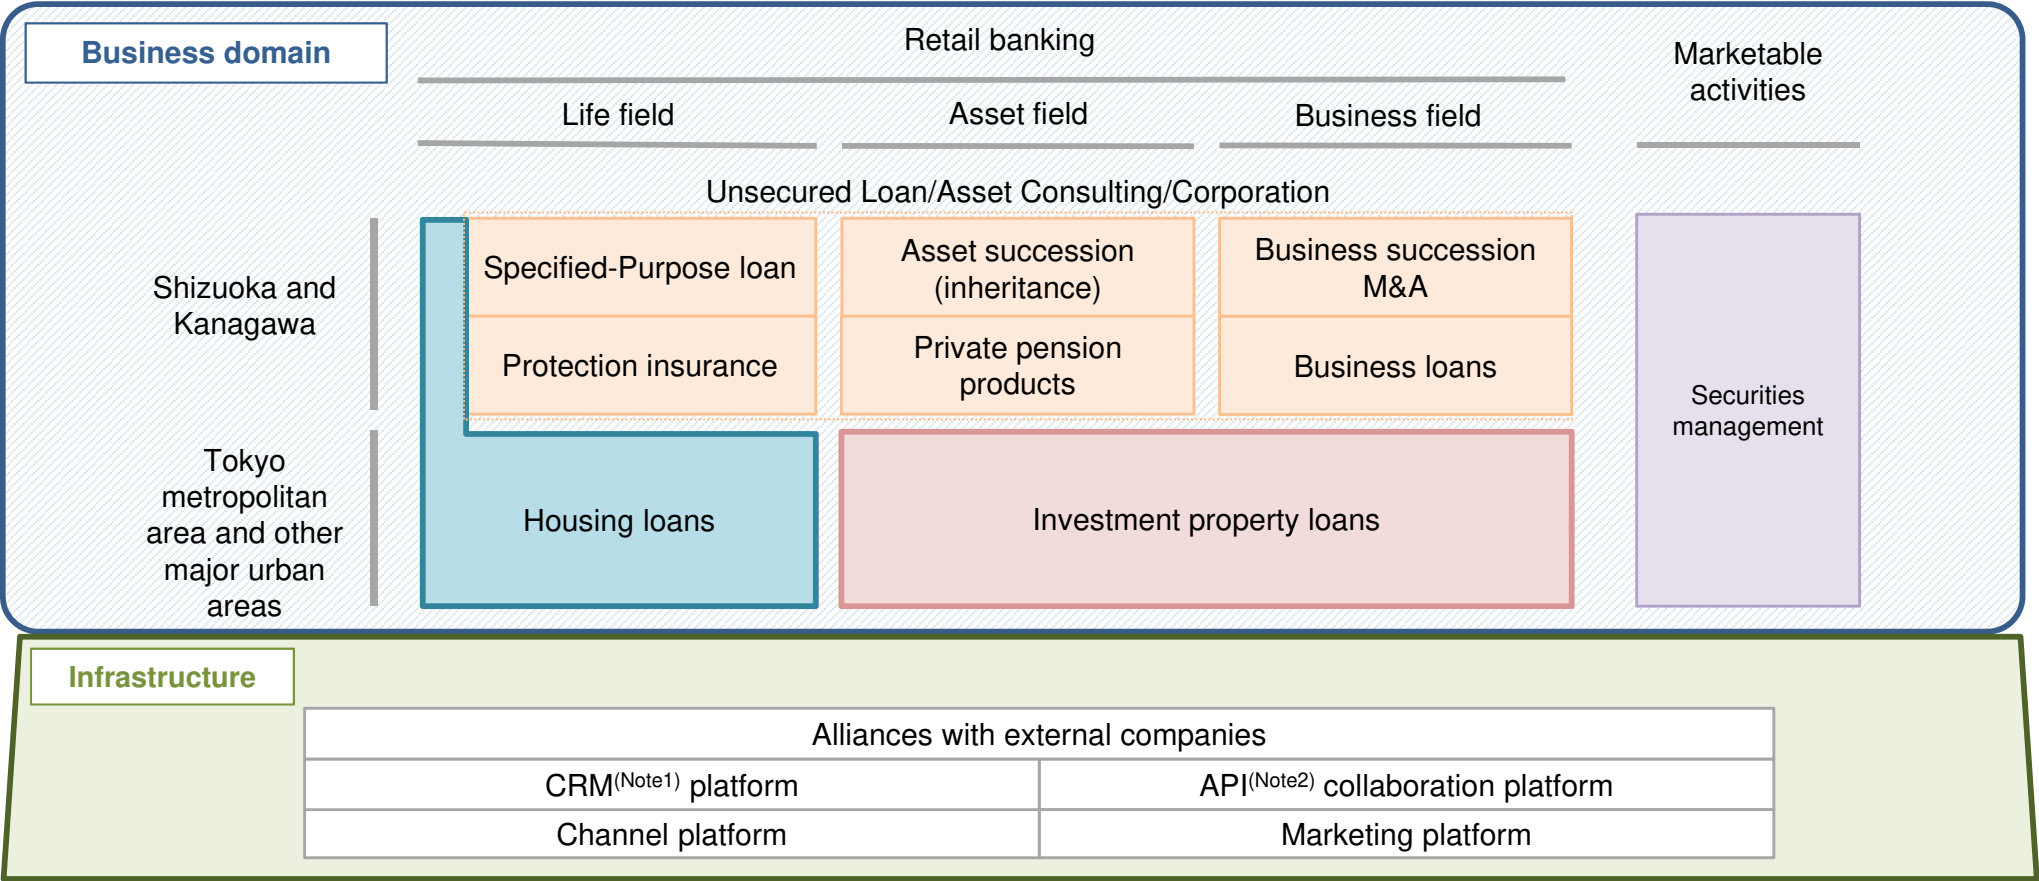 Business domain
Retail banking
Marketable
activities
Life field
Asset field
Business field
Unsecured Loan/Asset Consulting/Corporation
Shizuoka and
Kanagawa
Specified-Purpose loan
Asset succession
(inheritance)
Business succession
M&A
Protection insurance
Private pension
products
Business loans
Securities
management
Tokyo
metropolitan
area and other
major urban
areas
Housing loans
Investment property loans
Infrastructure
Alliances with external companies
CRM(Note1) platform
API(Note2) collaboration platform
Channel platform
Marketing platform